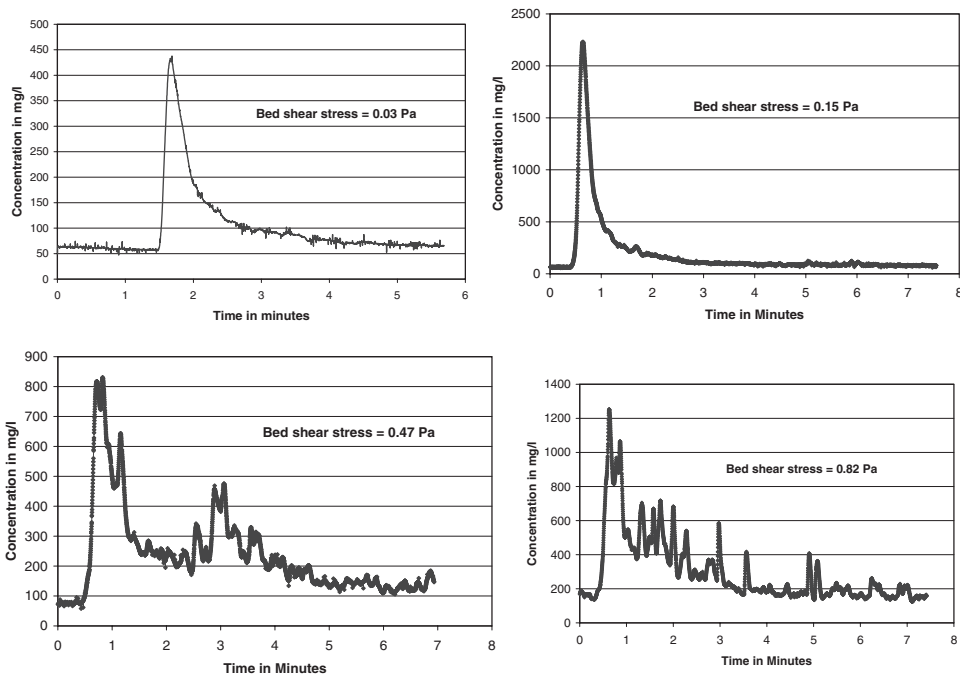 Concentration in mg/l
500
450
400
350
300
250
200
150
100
50
0
Bed shear stress = 0.03 Pa
0 1 2 3 4 5 6
Time in minutes
Concentration in mg/l
2500
2000
1500
1000
500
0
Bed shear stress = 0.15 Pa
0 1 2 3 4 5 6 7 8
Time in Minutes
Concentration in mg/l
900
800
700
600
500
400
300
200
100
0
Bed shear stress = 0.47 Pa
0 1 2 3 4 5 6 7 8
Time in Minutes
Concentration in mg/l
1400
1200
1000
800
600
400
200
0
Bed shear stress = 0.82 Pa
0 1 2 3 4 5 6 7 8
Time in Minutes